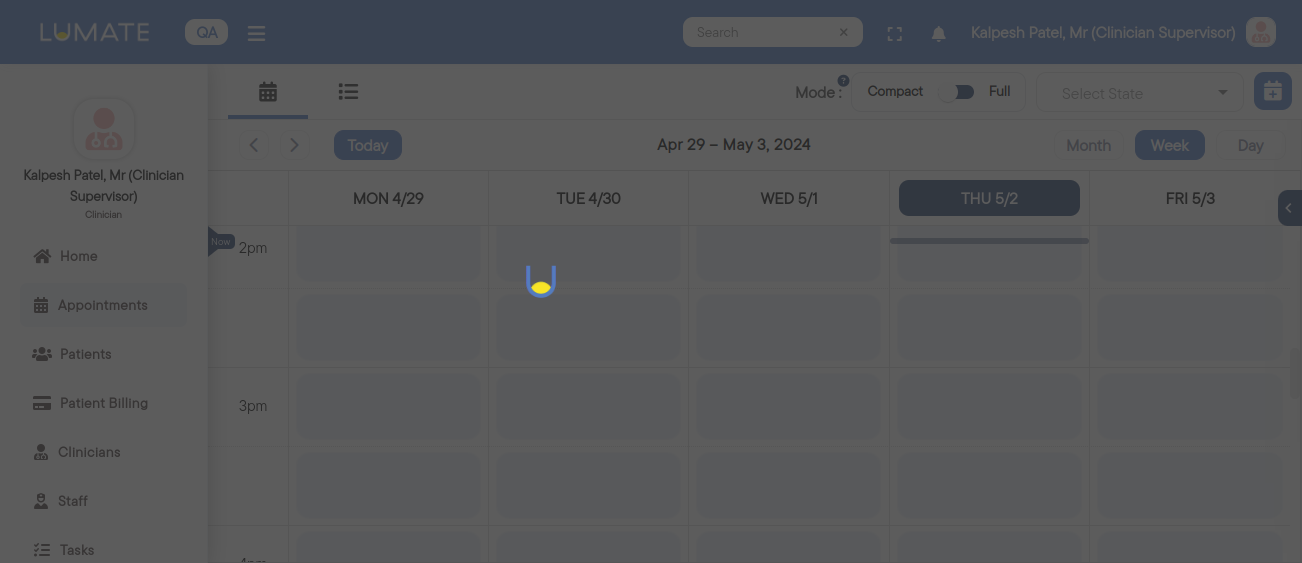 LUMATE
QA
Search
Kalpesh Patel, Mr (Clinician Supervisor)
Mode :
?
Compact
Full
Select State
Kalpesh Patel, Mr (Clinician
Supervisor)
Clinician
Today
Apr 29 – May 3, 2024
Month
Week
Day
MON 4/29
TUE 4/30
WED 5/1
THU 5/2
FRI 5/3
Now
2pm
3pm
4pm
Home
Appointments
Patients
Patient Billing
Clinicians
Staff
Tasks